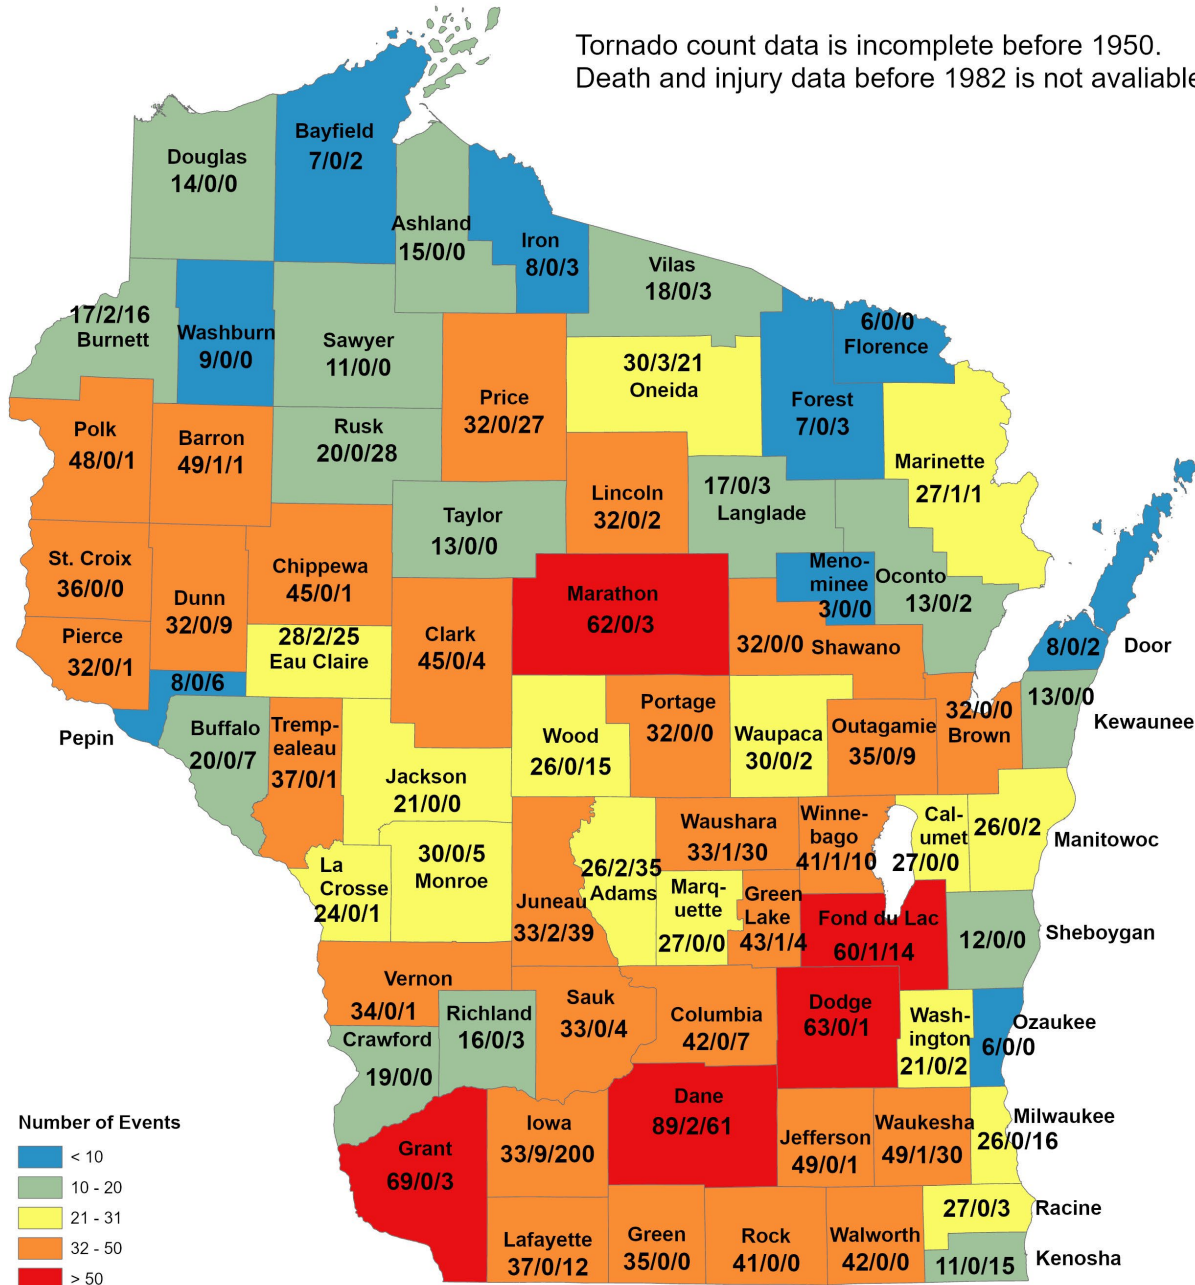 Tornado count data is incomplete before 1950.
Death and injury data before 1982 is not avaliable
Bayfield
7/0/2
Douglas
14/0/0
Ashland
15/0/0
Iron
8/0/3
Vilas
18/0/3
17/2/16
Burnett
Washburn
9/0/0
Sawyer
11/0/0
6/0/0
Florence
30/3/21
Oneida
Price
32/0/27
Forest
7/0/3
Polk
48/0/1
Barron
49/1/1
Rusk
20/0/28
Marinette
27/1/1
Lincoln
32/0/2
17/0/3
Langlade
Taylor
13/0/0
St. Croix
36/0/0
Chippewa
45/0/1
Meno-
minee
3/0/0
Oconto
13/0/2
Dunn
32/0/9
Marathon
62/0/3
Pierce
32/0/1
28/2/25
Eau Claire
Clark
45/0/4
32/0/0 Shawano
8/0/2
Door
8/0/6
Pepin
Buffalo
20/0/7
Tremp-
ealeau
37/0/1
Wood
26/0/15
Portage
32/0/0
Waupaca
30/0/2
Outagamie
35/0/9
32/0/0
Brown
13/0/0
Kewaunee
Jackson
21/0/0
Waushara
33/1/30
Winne-
bago
41/1/10
Cal-
umet
27/0/0
26/0/2
Manitowoc
La
Crosse
24/0/1
30/0/5
Monroe
Juneau
33/2/39
26/2/35
Adams
Marq-
uette
27/0/0
Green
Lake
43/1/4
Fond du Lac
60/1/14
12/0/0
Sheboygan
Vernon
34/0/1
Richland
16/0/3
Sauk
33/0/4
Columbia
42/0/7
Dodge
63/0/1
Wash-
ington
21/0/2
Ozaukee
6/0/0
Crawford
19/0/0
Grant
69/0/3
Iowa
33/9/200
Dane
89/2/61
Jefferson
49/0/1
Waukesha
49/1/30
Milwaukee
26/0/16
Lafayette
37/0/12
Green
35/0/0
Rock
41/0/0
Walworth
42/0/0
27/0/3
Racine
11/0/15
Kenosha
Number of Events
< 10
10 - 20
21 - 31
32 - 50
> 50